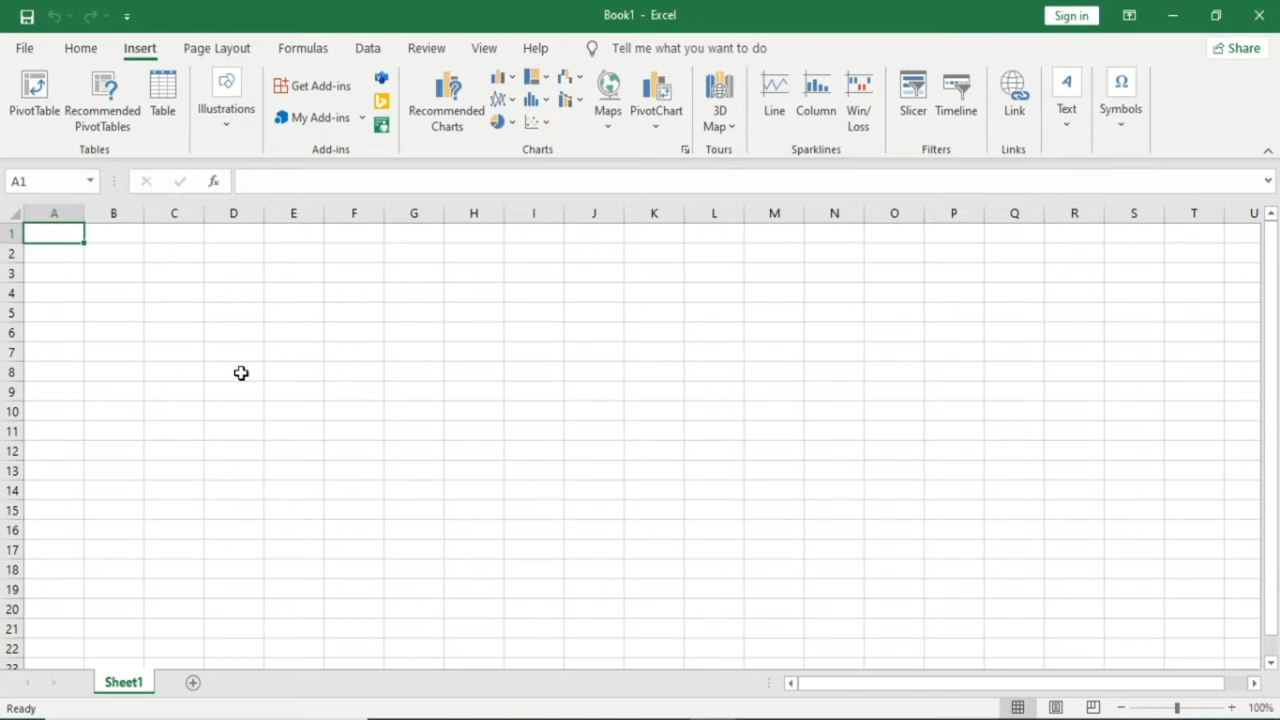 Book1 - Excel
Sign in
File Home Insert Page Layout Formulas Data Review View Help Tell me what you want to do Share
PivotTable Recommended PivotTables Table Illustrations Get Add-ins My Add-ins Recommended Charts Maps PivotChart 3D Map Line Column Win/ Loss Slicer Timeline Link Text Symbols
Tables Add-ins Charts Tours Sparklines Filters Links
A1 fx
A B C D E F G H I J K L M N O P Q R S T U
1
2
3
4
5
6
7
8
9
10
11
12
13
14
15
16
17
18
19
20
21
22
23
Sheet1
Ready 100%